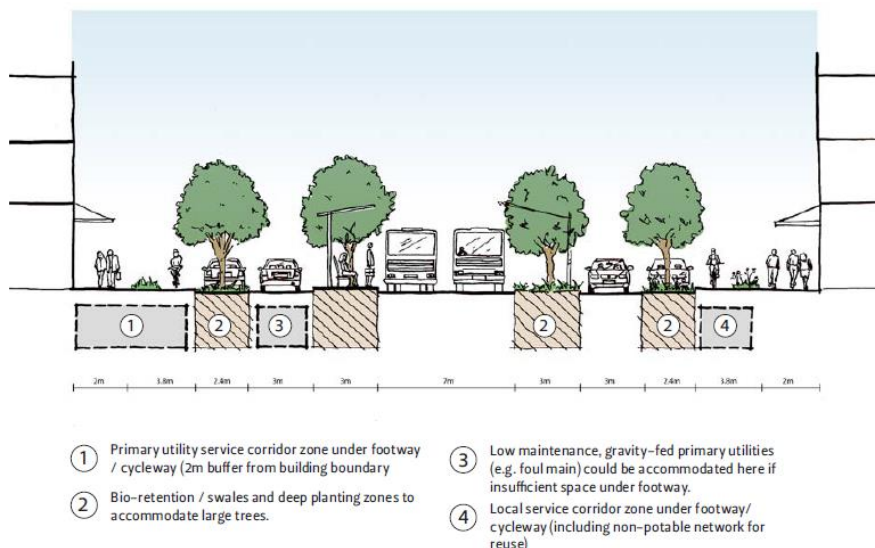 1
2
3
2
2
4
2m 3.8m 2.4m 3m 3m 7m 3m 3m 2.4m 3.8m 2m
1 Primary utility service corridor zone under footway
/ cycleway (2m buffer from building boundary
2 Bio-retention / swales and deep planting zones to
accommodate large trees.
3 Low maintenance, gravity-fed primary utilities
(e.g. foul main) could be accommodated here if
insufficient space under footway.
4 Local service corridor zone under footway/
cycleway (including non-potable network for
reuse)